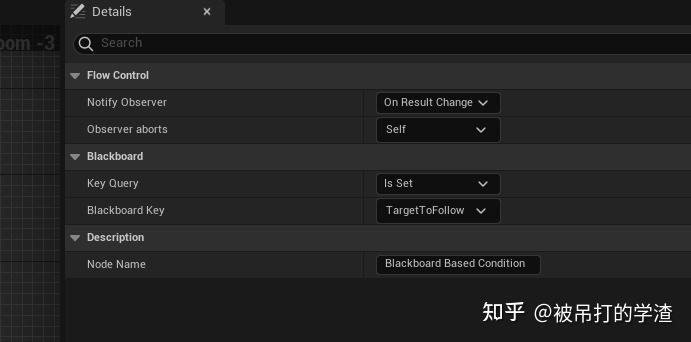 Details
oom -3
Search
Flow Control
Notify Observer On Result Change
Observer aborts Self
Blackboard
Key Query Is Set
Blackboard Key TargetToFollow
Description
Node Name Blackboard Based Condition
知乎 @被吊打的学渣